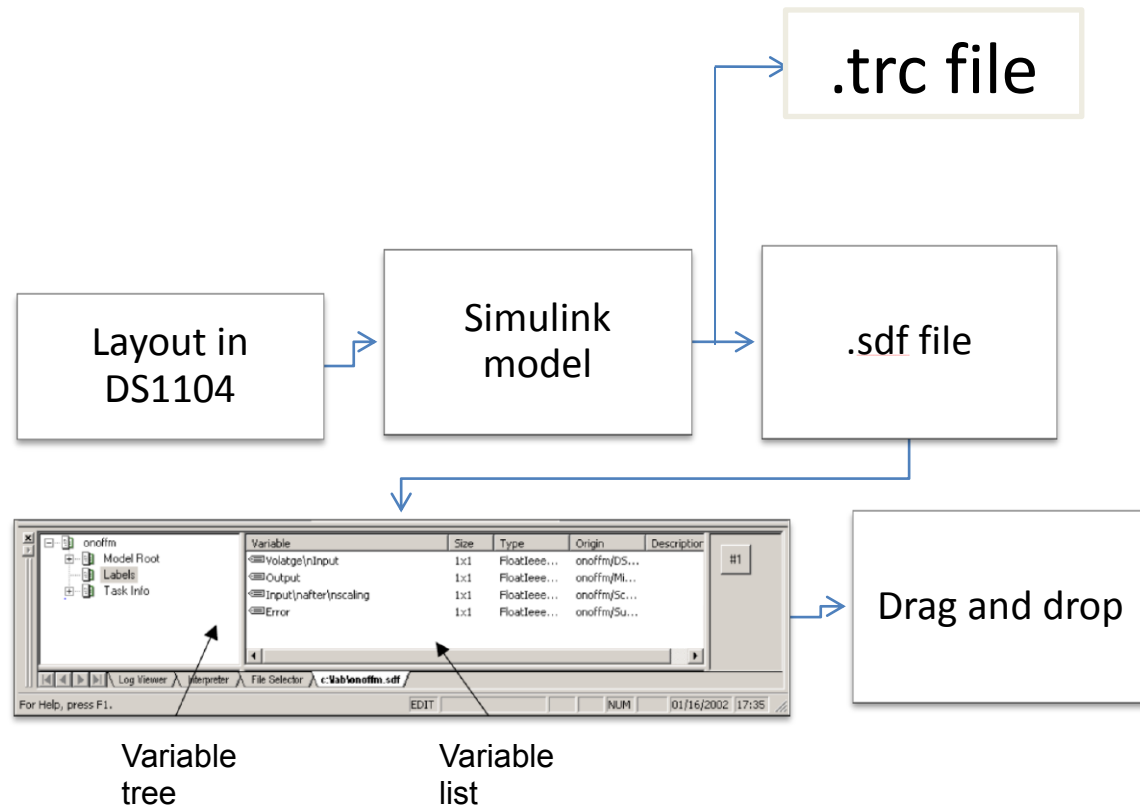 .trc file
Layout in
DS1104
Simulink
model
.sdf file
onoffm
Model Root
Labels
Task Info
Variable Size Type Origin Description
Volatge\nInput 1x1 FloatIeee... onoffm/DS...
Output 1x1 FloatIeee... onoffm/Mi...
Input\nafter\nscaling 1x1 FloatIeee... onoffm/Sc...
Error 1x1 FloatIeee... onoffm/Su...
#1
Log Viewer Interpreter File Selector c:\lab\onoffm.sdf
For Help, press F1. EDIT NUM 01/16/2002 17:35
Drag and drop
Variable
tree
Variable
list